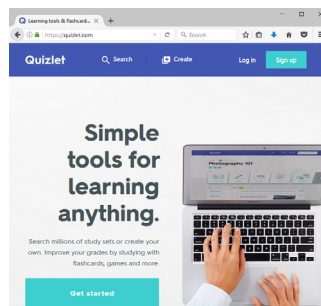 Learning tools & flashcard...
https://quizlet.com
Search
Quizlet
Search
Create
Log in
Sign up
Simple
tools for
learning
anything.
Photography 101
Search millions of study sets or create your
own. Improve your grades by studying with
flashcards, games and more.
Get started